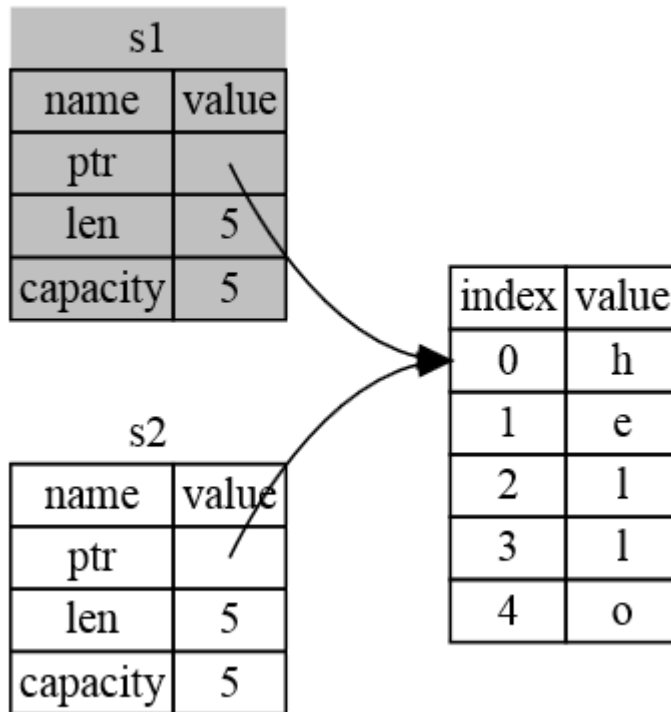 s1
name value
ptr
len 5
capacity 5
s2
name value
ptr
len 5
capacity 5
index value
0 h
1 e
2 l
3 l
4 o